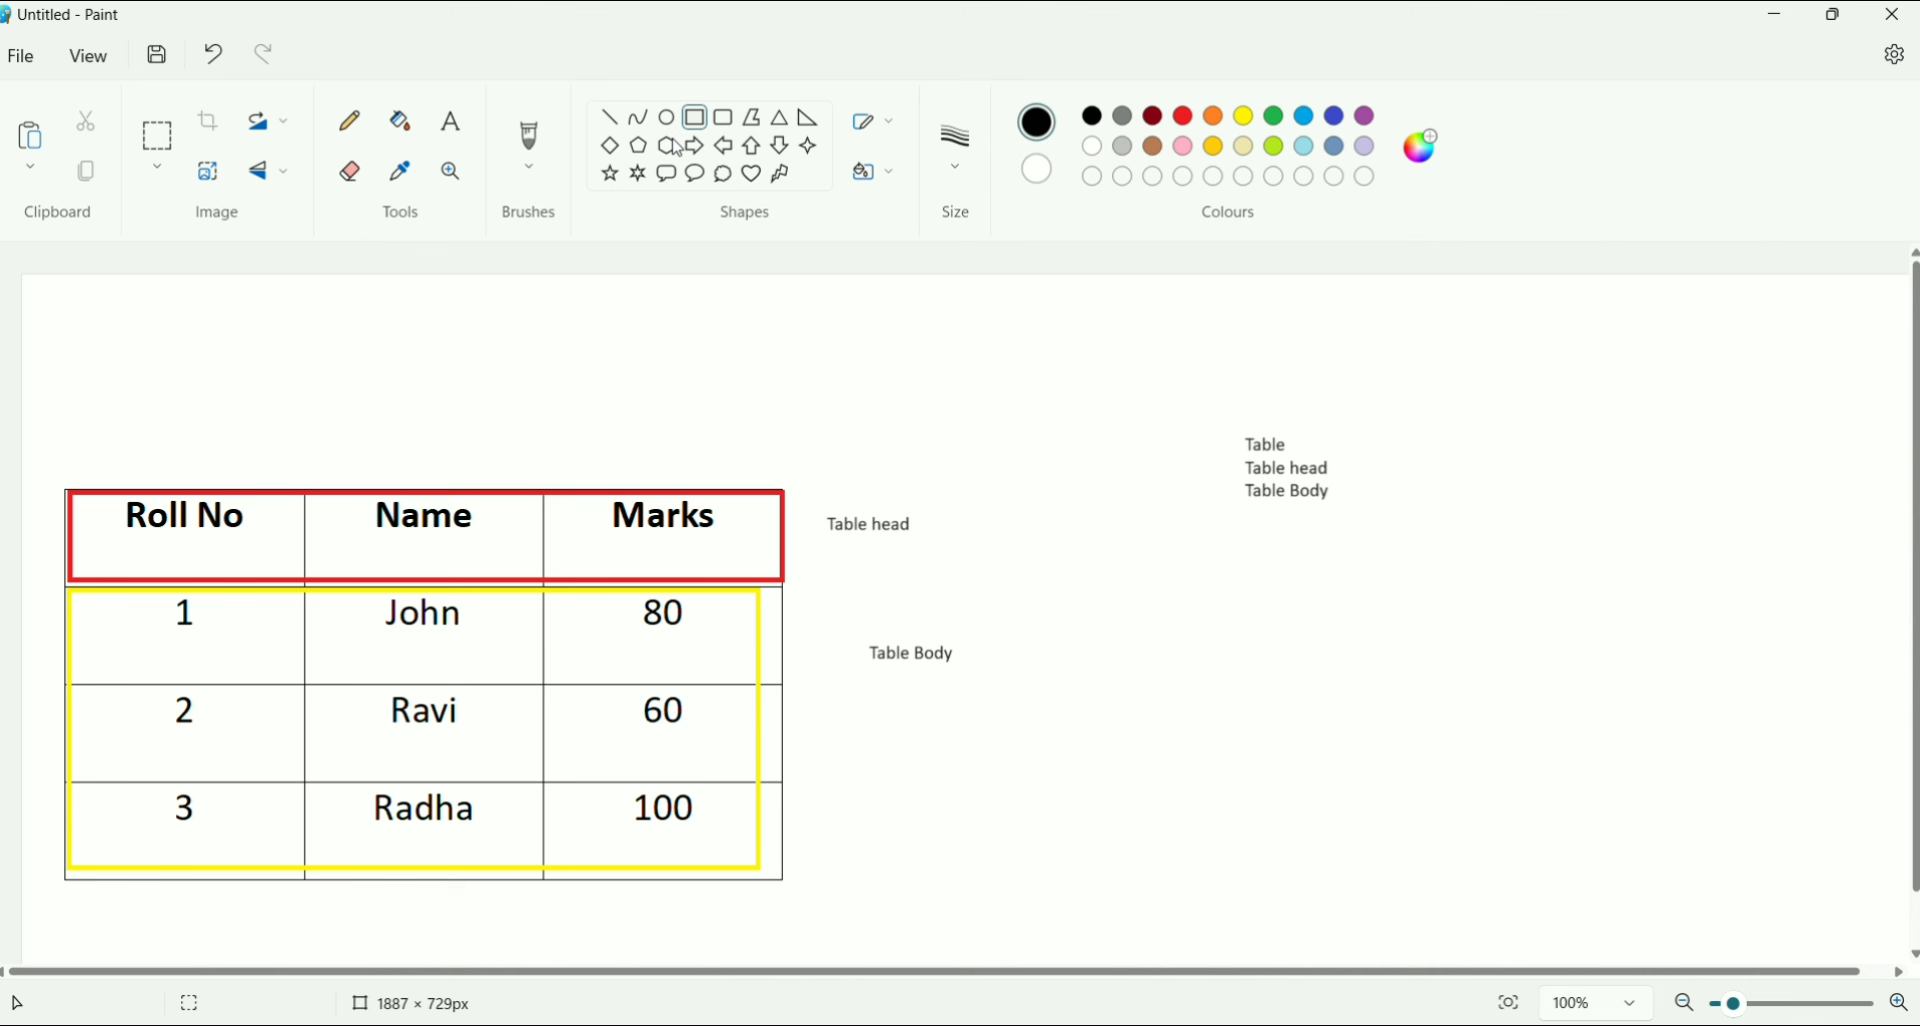 Untitled - Paint
File View
Clipboard Image Tools Brushes Shapes Size Colours
Table
Table head
Table Body
Roll No Name Marks
Table head
1 John 80
Table Body
2 Ravi 60
3 Radha 100
1887 × 729px 100%